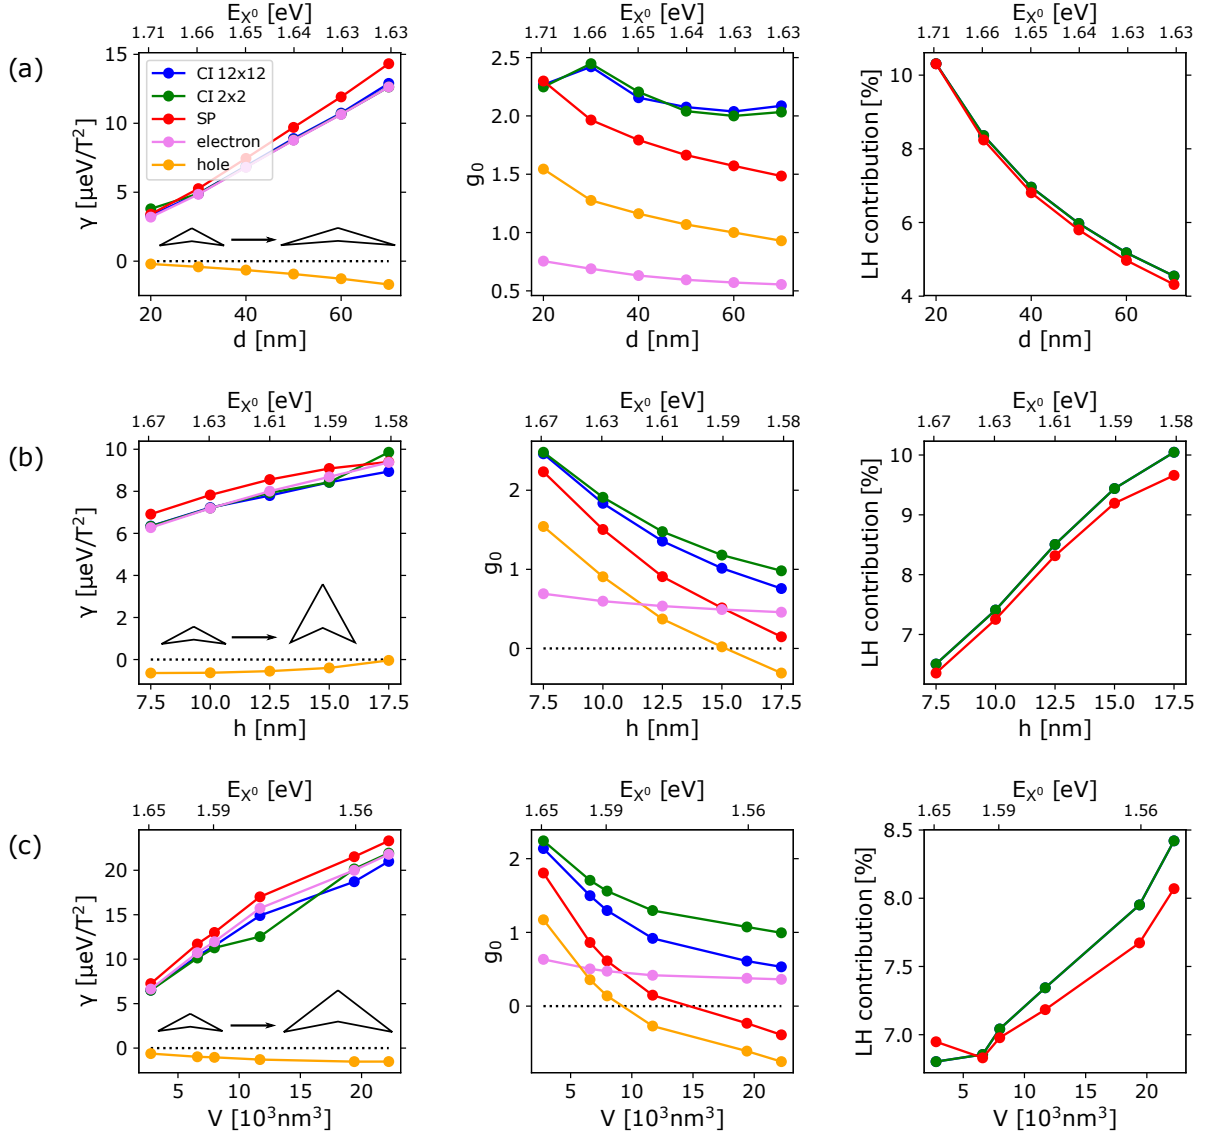 (a)
E_X⁰ [eV]
1.71 1.66 1.65 1.64 1.63 1.63
15
10
5
0
γ [μeV/T²]
CI 12x12
CI 2x2
SP
electron
hole
20 30 40 50 60
d [nm]
E_X⁰ [eV]
1.71 1.66 1.65 1.64 1.63 1.63
2.5
2.0
1.5
1.0
0.5
g₀
20 30 40 50 60 70
d [nm]
E_X⁰ [eV]
1.71 1.66 1.65 1.64 1.63 1.63
10
8
6
4
LH contribution [%]
20 30 40 50 60 70
d [nm]
(b)
E_X⁰ [eV]
1.67 1.63 1.61 1.59 1.58
10
8
6
4
2
0
γ [μeV/T²]
7.5 10.0 12.5 15.0 17.5
h [nm]
E_X⁰ [eV]
1.67 1.63 1.61 1.59 1.58
2
1
0
g₀
7.5 10.0 12.5 15.0 17.5
h [nm]
E_X⁰ [eV]
1.67 1.63 1.61 1.59 1.58
10
9
8
7
LH contribution [%]
7.5 10.0 12.5 15.0 17.5
h [nm]
(c)
E_X⁰ [eV]
1.65 1.59 1.56
20
15
10
5
0
γ [μeV/T²]
5 10 15 20
V [10³nm³]
E_X⁰ [eV]
1.65 1.59 1.56
2
1
0
g₀
5 10 15 20
V [10³nm³]
E_X⁰ [eV]
1.65 1.59 1.56
8.5
8.0
7.5
7.0
LH contribution [%]
5 10 15 20
V [10³nm³]